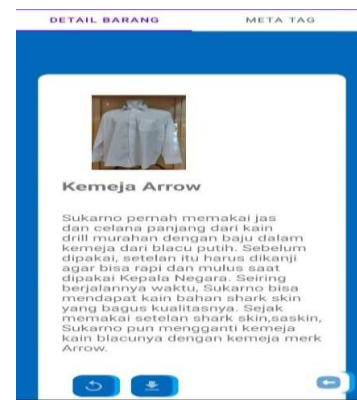 DETAIL BARANG META TAG
Kemeja Arrow
Sukarno pernah memakai jas
dan celana panjang dari kain
drill murahan dengan baju dalam
kemeja dari blacu putih. Sebelum
dipakai, setelan itu harus dikanji
agar bisa rapi dan mulus saat
dipakai Kepala Negara. Seiring
berjalannya waktu, Sukarno bisa
mendapat kain bahan shark skin
yang bagus kualitasnya. Sejak
memakai setelan shark skin,saskin,
Sukarno pun mengganti kemeja
kain blacunya dengan kemeja merk
Arrow.